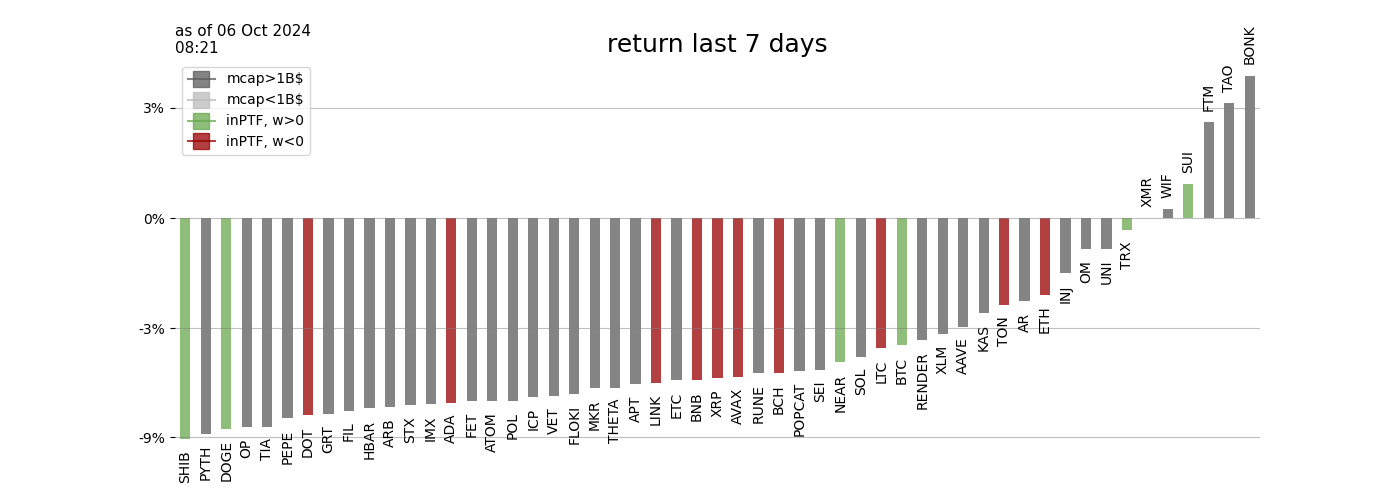 as of 06 Oct 2024
08:21
return last 7 days
mcap>1B$
mcap<1B$
inPTF, w>0
inPTF, w<0
3%
0%
-3%
-9%
SHIB
PYTH
DOGE
OP
TIA
PEPE
DOT
GRT
FIL
HBAR
ARB
STX
IMX
ADA
FET
ATOM
POL
ICP
VET
FLOKI
MKR
THETA
APT
LINK
ETC
BNB
XRP
AVAX
RUNE
BCH
POPCAT
SEI
NEAR
SOL
LTC
BTC
RENDER
XLM
AAVE
KAS
TON
AR
ETH
INJ
OM
UNI
TRX
XMR
WIF
SUI
FTM
TAO
BONK